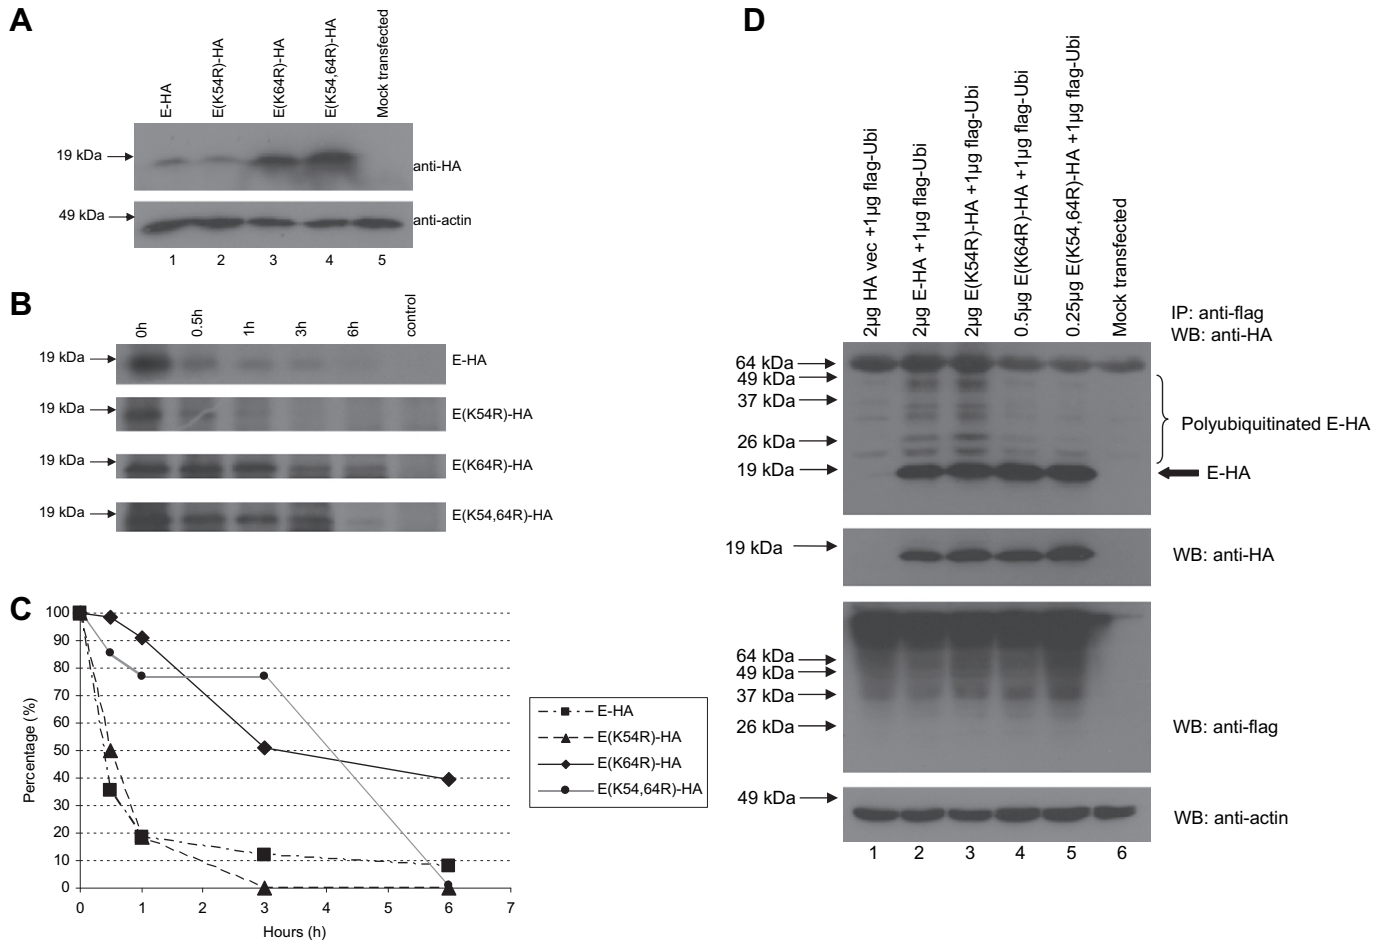 A
E-HA
E(K54R)-HA
E(K64R)-HA
E(K54,64R)-HA
Mock transfected
19 kDa
anti-HA
49 kDa
anti-actin
1 2 3 4 5
B
0h
0.5h
1h
3h
6h
control
19 kDa
E-HA
19 kDa
E(K54R)-HA
19 kDa
E(K64R)-HA
19 kDa
E(K54,64R)-HA
C
Percentage (%)
100
90
80
70
60
50
40
30
20
10
0
0 1 2 3 4 5 6 7
Hours (h)
E-HA
E(K54R)-HA
E(K64R)-HA
E(K54,64R)-HA
D
2µg HA vec +1µg flag-Ubi
2µg E-HA +1µg flag-Ubi
2µg E(K54R)-HA +1µg flag-Ubi
0.5µg E(K64R)-HA +1µg flag-Ubi
0.25µg E(K54,64R)-HA +1µg flag-Ubi
Mock transfected
IP: anti-flag
WB: anti-HA
64 kDa
49 kDa
37 kDa
26 kDa
19 kDa
Polyubiquitinated E-HA
E-HA
19 kDa
WB: anti-HA
64 kDa
49 kDa
37 kDa
26 kDa
WB: anti-flag
49 kDa
WB: anti-actin
1 2 3 4 5 6